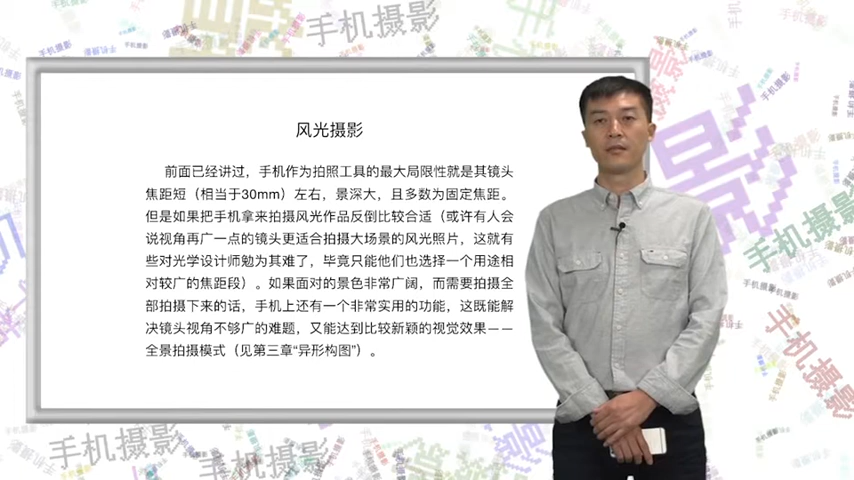 手机摄影
风光摄影
前面已经讲过，手机作为拍照工具的最大局限性就是其镜头
焦距短（相当于30mm）左右，景深大，且多数为固定焦距。
但是如果把手机拿来拍摄风光作品反倒比较合适（或许有人会
说视角再广一点的镜头更适合拍摄大场景的风光照片，这就有
些对光学设计师勉为其难了，毕竟只能他们也选择一个用途相
对较广的焦距段）。如果面对的景色非常广阔，而需要拍摄全
部拍摄下来的话，手机上还有一个非常实用的功能，这既能解
决镜头视角不够广的难题，又能达到比较新颖的视觉效果——
全景拍摄模式（见第三章“异形构图”）。
手机摄影
手机摄影
手机摄影
手机摄影